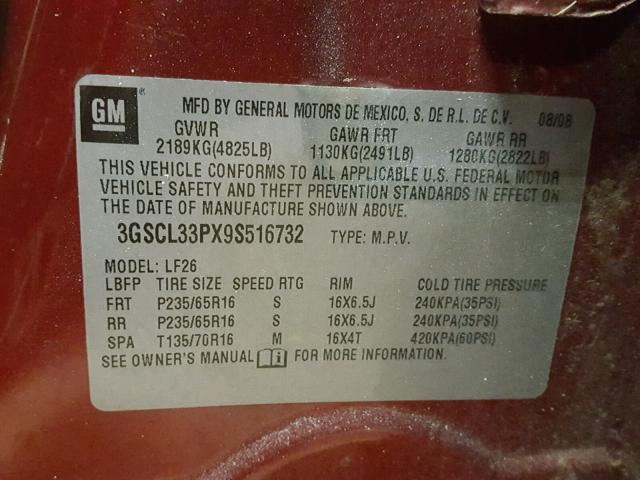 GM ® MFD BY GENERAL MOTORS DE MEXICO, S. DE R.L. DE C.V. 08/08
GVWR GAWR FRT GAWR RR
2189KG(4825LB) 1130KG(2491LB) 1280KG(2822LB)
THIS VEHICLE CONFORMS TO ALL APPLICABLE U.S. FEDERAL MOTOR
VEHICLE SAFETY AND THEFT PREVENTION STANDARDS IN EFFECT ON
THE DATE OF MANUFACTURE SHOWN ABOVE.
3GSCL33PX9S516732 TYPE: M.P.V.
MODEL: LF26
LBFP TIRE SIZE SPEED RTG RIM COLD TIRE PRESSURE
FRT P235/65R16 S 16X6.5J 240KPA(35PSI)
RR P235/65R16 S 16X6.5J 240KPA(35PSI)
SPA T135/70R16 M 16X4T 420KPA(60PSI)
SEE OWNER'S MANUAL FOR MORE INFORMATION.